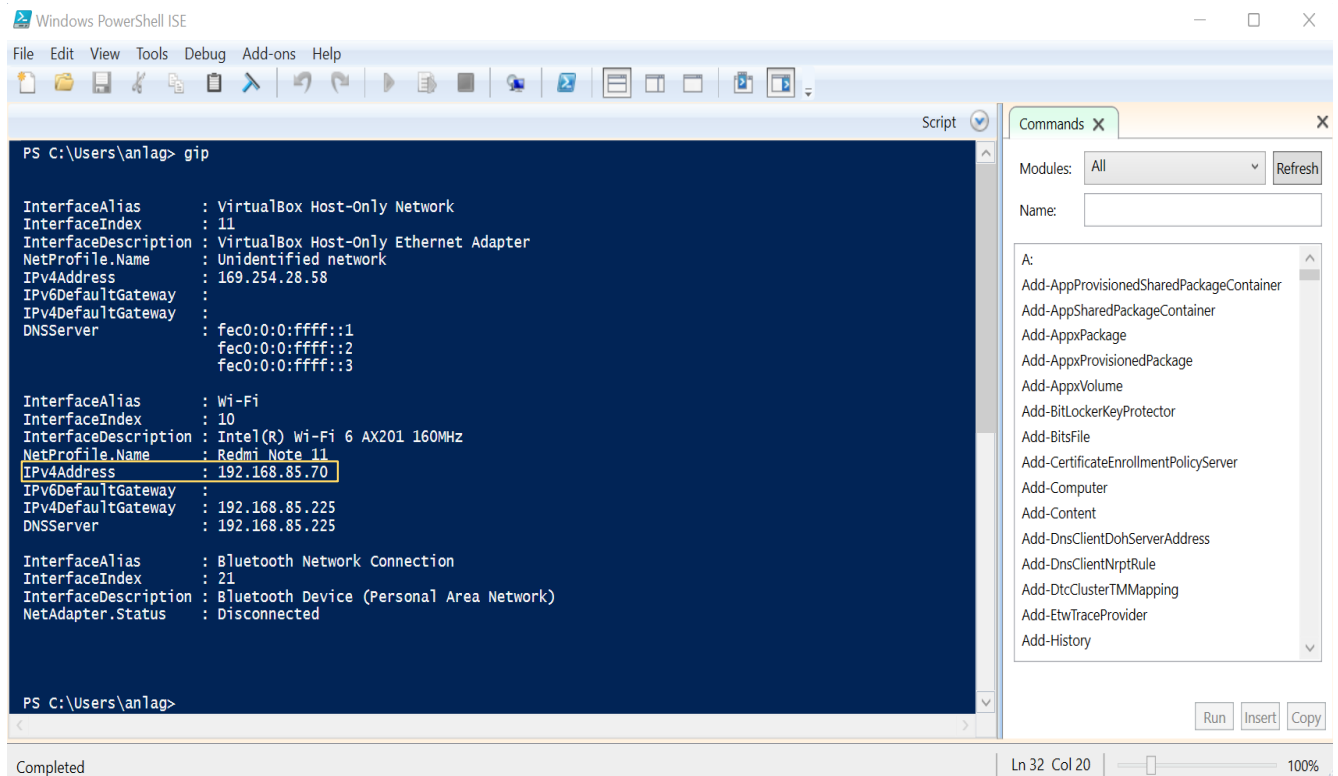 Windows PowerShell ISE
File Edit View Tools Debug Add-ons Help
Script
PS C:\Users\anlag> gip
InterfaceAlias : VirtualBox Host-Only Network
InterfaceIndex : 11
InterfaceDescription : VirtualBox Host-Only Ethernet Adapter
NetProfile.Name : Unidentified network
IPv4Address : 169.254.28.58
IPv6DefaultGateway :
IPv4DefaultGateway :
DNSServer : fec0:0:0:ffff::1
fec0:0:0:ffff::2
fec0:0:0:ffff::3
InterfaceAlias : Wi-Fi
InterfaceIndex : 10
InterfaceDescription : Intel(R) Wi-Fi 6 AX201 160MHz
NetProfile.Name : Redmi Note 11
IPv4Address : 192.168.85.70
IPv6DefaultGateway :
IPv4DefaultGateway : 192.168.85.225
DNSServer : 192.168.85.225
InterfaceAlias : Bluetooth Network Connection
InterfaceIndex : 21
InterfaceDescription : Bluetooth Device (Personal Area Network)
NetAdapter.Status : Disconnected
PS C:\Users\anlag>
Commands
Modules: All Refresh
Name:
A:
Add-AppProvisionedSharedPackageContainer
Add-AppSharedPackageContainer
Add-AppxPackage
Add-AppxProvisionedPackage
Add-AppxVolume
Add-BitLockerKeyProtector
Add-BitsFile
Add-CertificateEnrollmentPolicyServer
Add-Computer
Add-Content
Add-DnsClientDohServerAddress
Add-DnsClientNrptRule
Add-DtcClusterTMMapping
Add-EtwTraceProvider
Add-History
Run Insert Copy
Completed
Ln 32 Col 20 100%